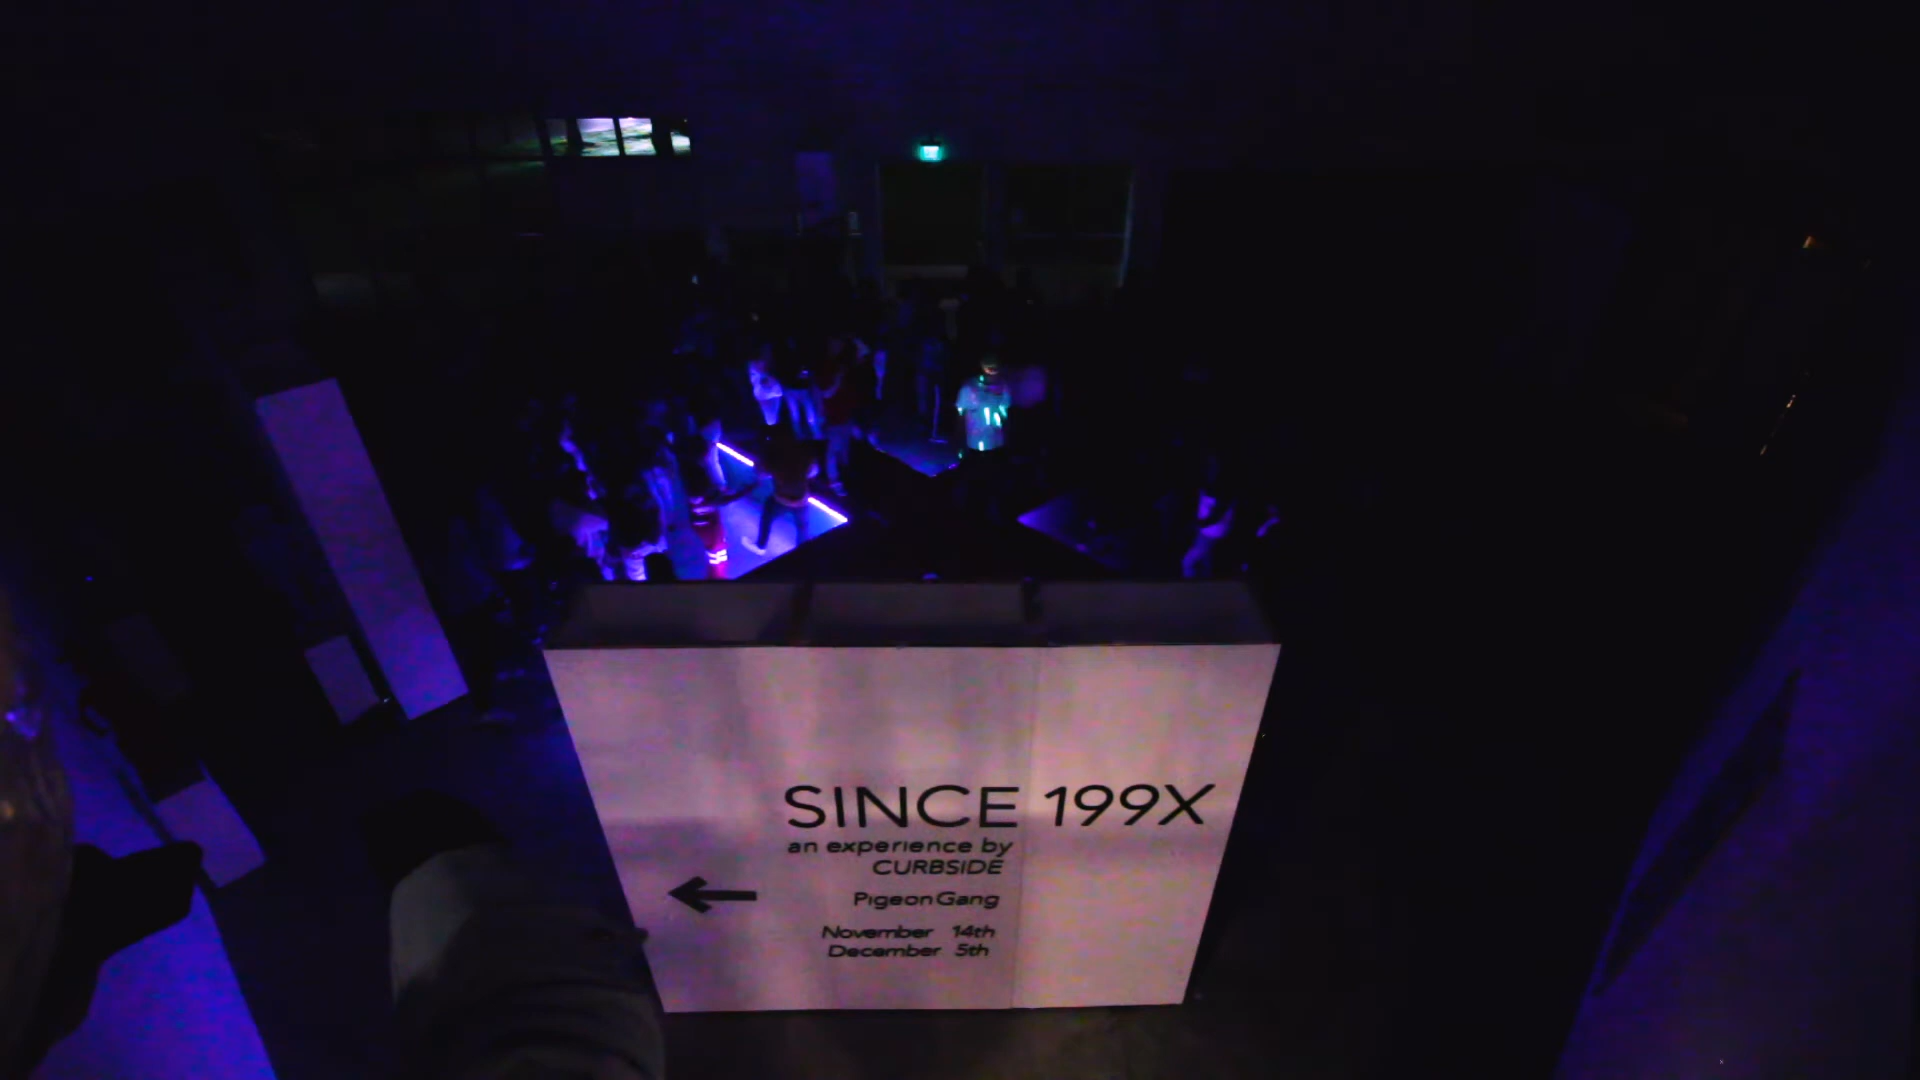 SINCE 199X
an experience by
CURBSIDE
PigeonGang
November 14th
December 5th